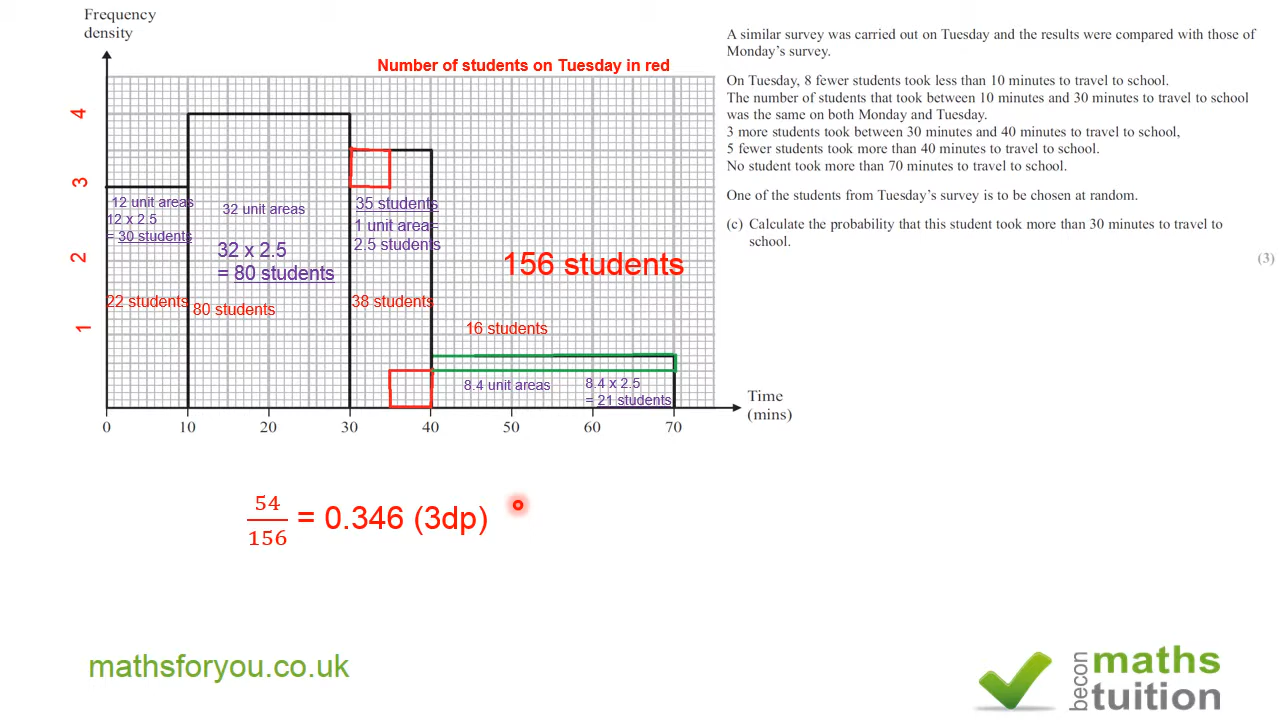 Frequency
density
Number of students on Tuesday in red
4
3
2
1
12 unit areas
12 x 2.5
= 30 students
32 unit areas
32 x 2.5
= 80 students
35 students
1 unit area=
2.5 students
156 students
22 students
80 students
38 students
16 students
8.4 unit areas
8.4 x 2.5
= 21 students
0 10 20 30 40 50 60 70
Time
(mins)
A similar survey was carried out on Tuesday and the results were compared with those of
Monday's survey.
On Tuesday, 8 fewer students took less than 10 minutes to travel to school.
The number of students that took between 10 minutes and 30 minutes to travel to school
was the same on both Monday and Tuesday.
3 more students took between 30 minutes and 40 minutes to travel to school,
5 fewer students took more than 40 minutes to travel to school.
No student took more than 70 minutes to travel to school.
One of the students from Tuesday's survey is to be chosen at random.
(c) Calculate the probability that this student took more than 30 minutes to travel to
school.
(3)
54
156
= 0.346 (3dp)
mathsforyou.co.uk
becon
maths
tuition